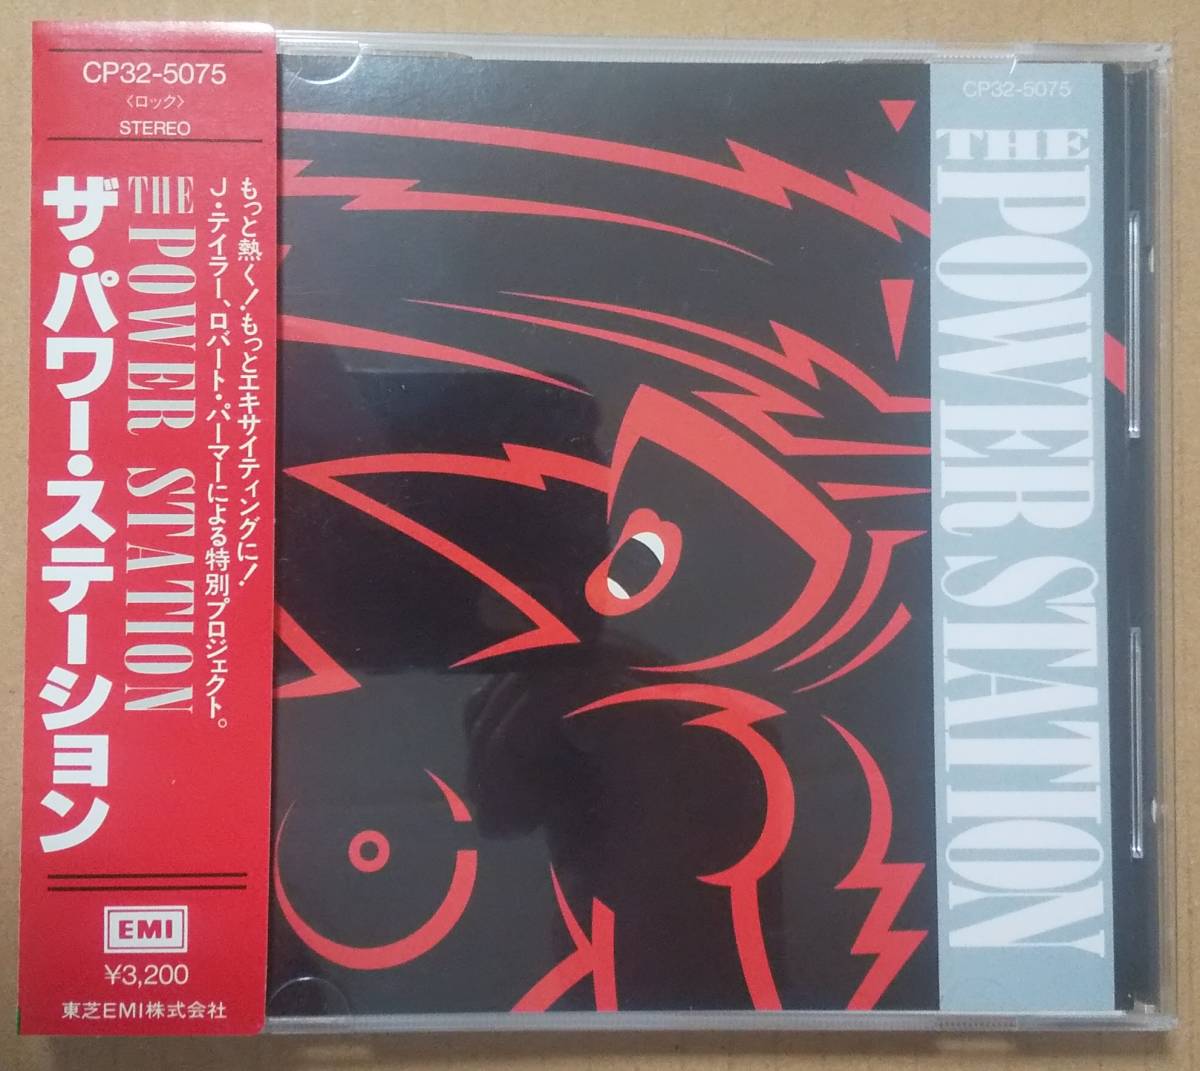 CP32-5075
〈ロック〉
STEREO
もっと熱く!もっとエキサイティングに!
J・テイラー、ロバート・パーマーによる特別プロジェクト。
THE POWER STATION
ザ・パワー・ステーション
EMI
¥3,200
東芝EMI株式会社
CP32-5075
THE POWER STATION